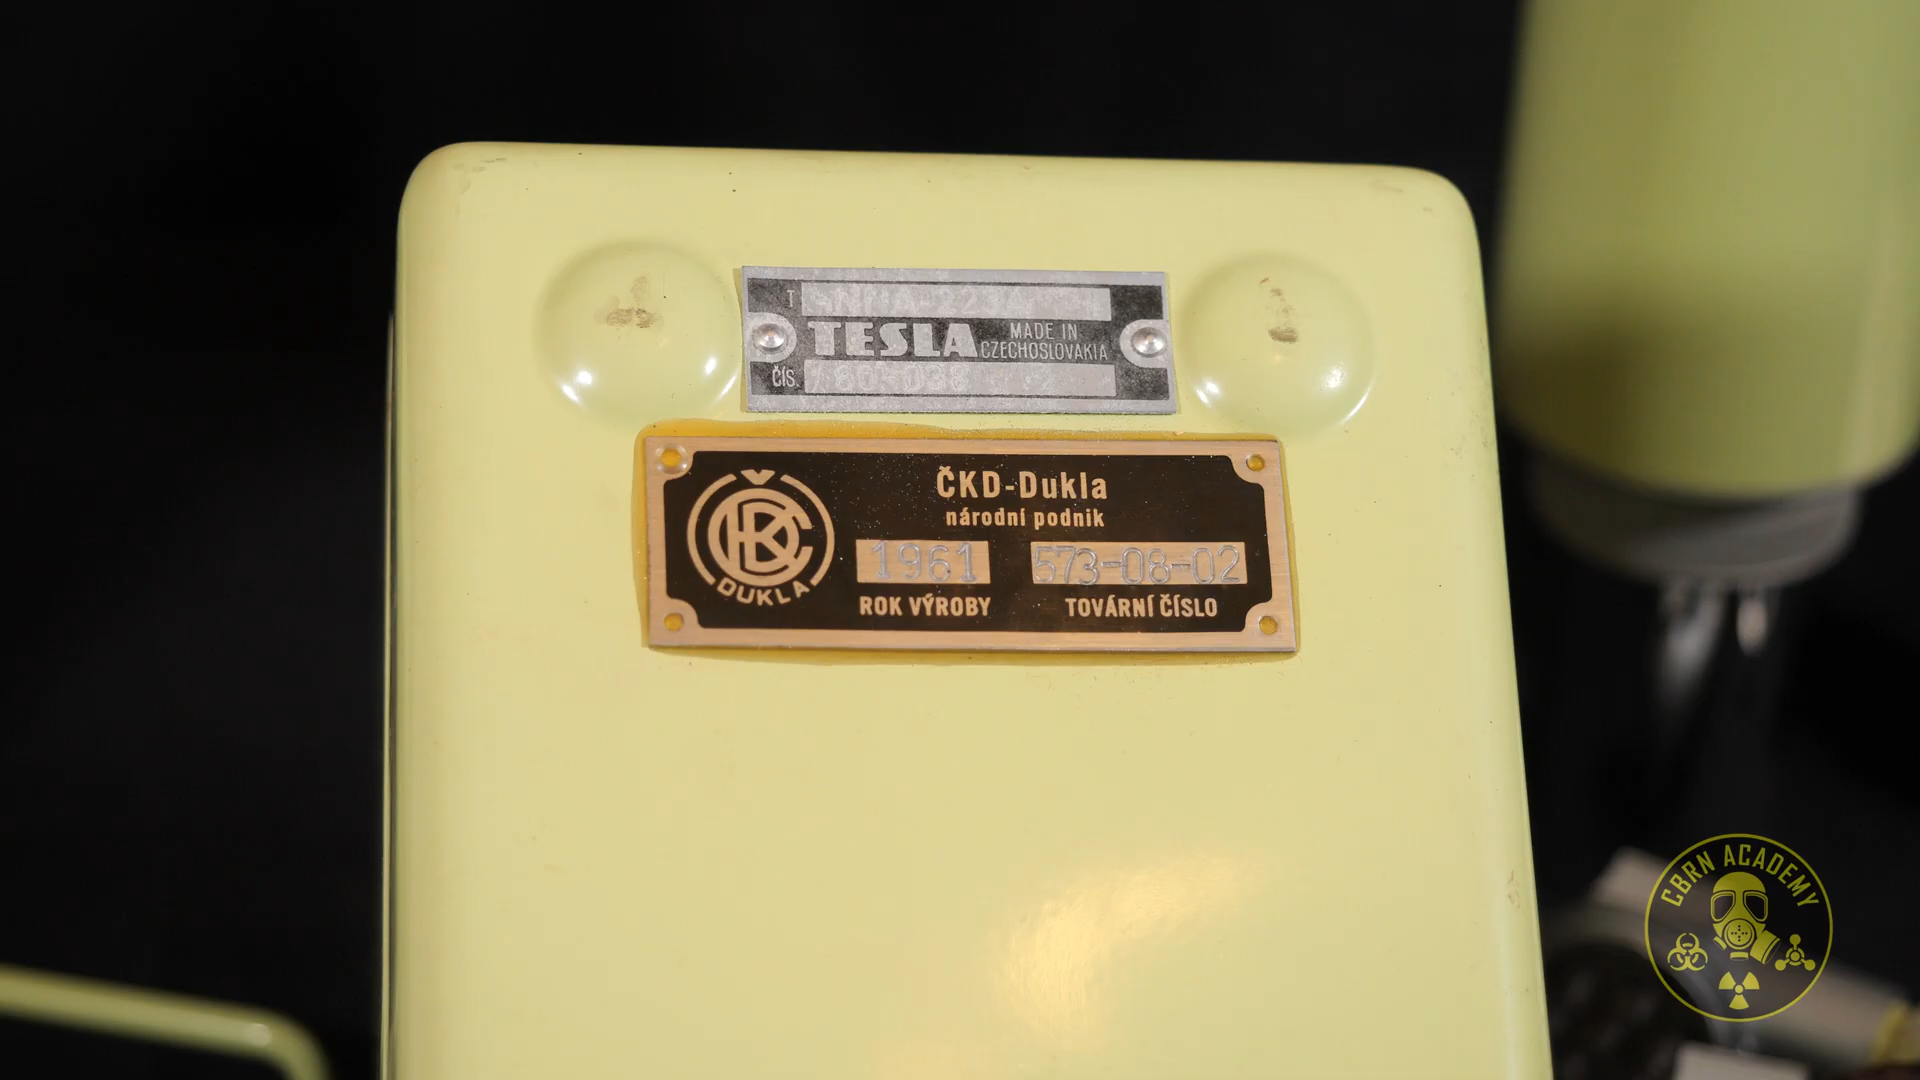 T
TESLA
MADE IN
CZECHOSLOVAKIA
ČÍS.
ČKD-Dukla
národní podnik
ČKD
DUKLA
1961 573-08-02
ROK VÝROBY TOVÁRNÍ ČÍSLO
CBRN ACADEMY